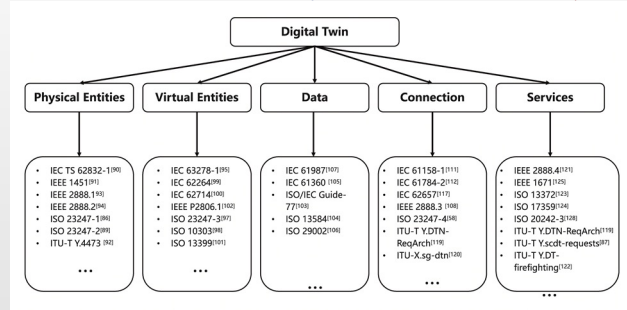 Digital Twin
Physical Entities
Virtual Entities
Data
Connection
Services
• IEC TS 62832-1[90]
• IEEE 1451[91]
• IEEE 2888.1[93]
• IEEE 2888.2[94]
• ISO 23247-1[86]
• ISO 23247-2[89]
• ITU-T Y.4473 [92]
...
• IEC 63278-1[95]
• IEC 62264[99]
• IEC 62714[100]
• IEEE P2806.1[102]
• ISO 23247-3[97]
• ISO 10303[98]
• ISO 13399[101]
...
• IEC 61987[107]
• IEC 61360 [105]
• ISO/IEC Guide-
77[103]
• ISO 13584[104]
• ISO 29002[106]
...
• IEC 61158-1[111]
• IEC 61784-2[112]
• IEC 62657[117]
• IEEE 2888.3 [108]
• ISO 23247-4[58]
• ITU-T Y.DTN-
ReqArch[119]
• ITU-X.sg-dtn[120]
...
• IEEE 2888.4[121]
• IEEE 1671[125]
• ISO 13372[123]
• ISO 17359[124]
• ISO 20242-3[128]
• ITU-T Y.DTN-ReqArch[119]
• ITU-T Y.scdt-requests[87]
• ITU-T Y.DT-
firefighting[122]
...